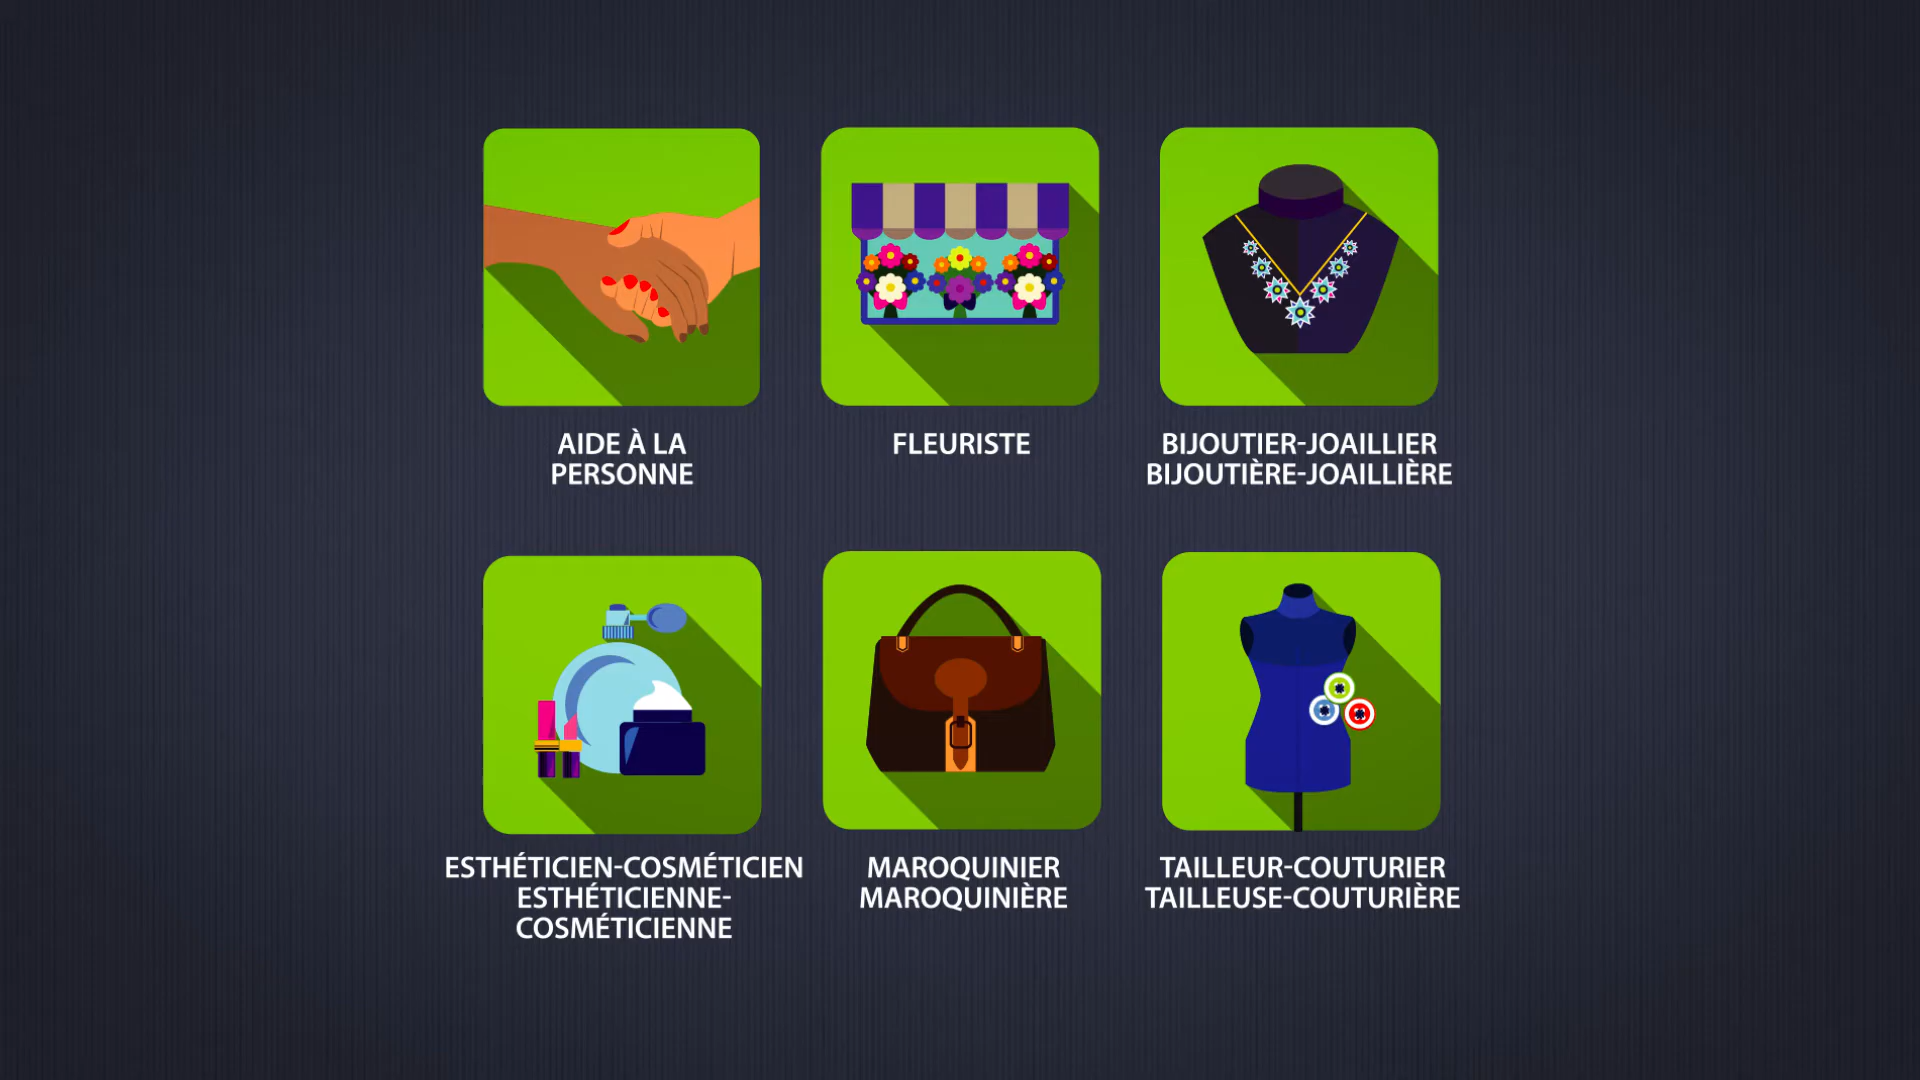 AIDE À LA
PERSONNE
FLEURISTE
BIJOUTIER-JOAILLIER
BIJOUTIÈRE-JOAILLIÈRE
ESTHÉTICIEN-COSMÉTICIEN
ESTHÉTICIENNE-
COSMÉTICIENNE
MAROQUINIER
MAROQUINIÈRE
TAILLEUR-COUTURIER
TAILLEUSE-COUTURIÈRE